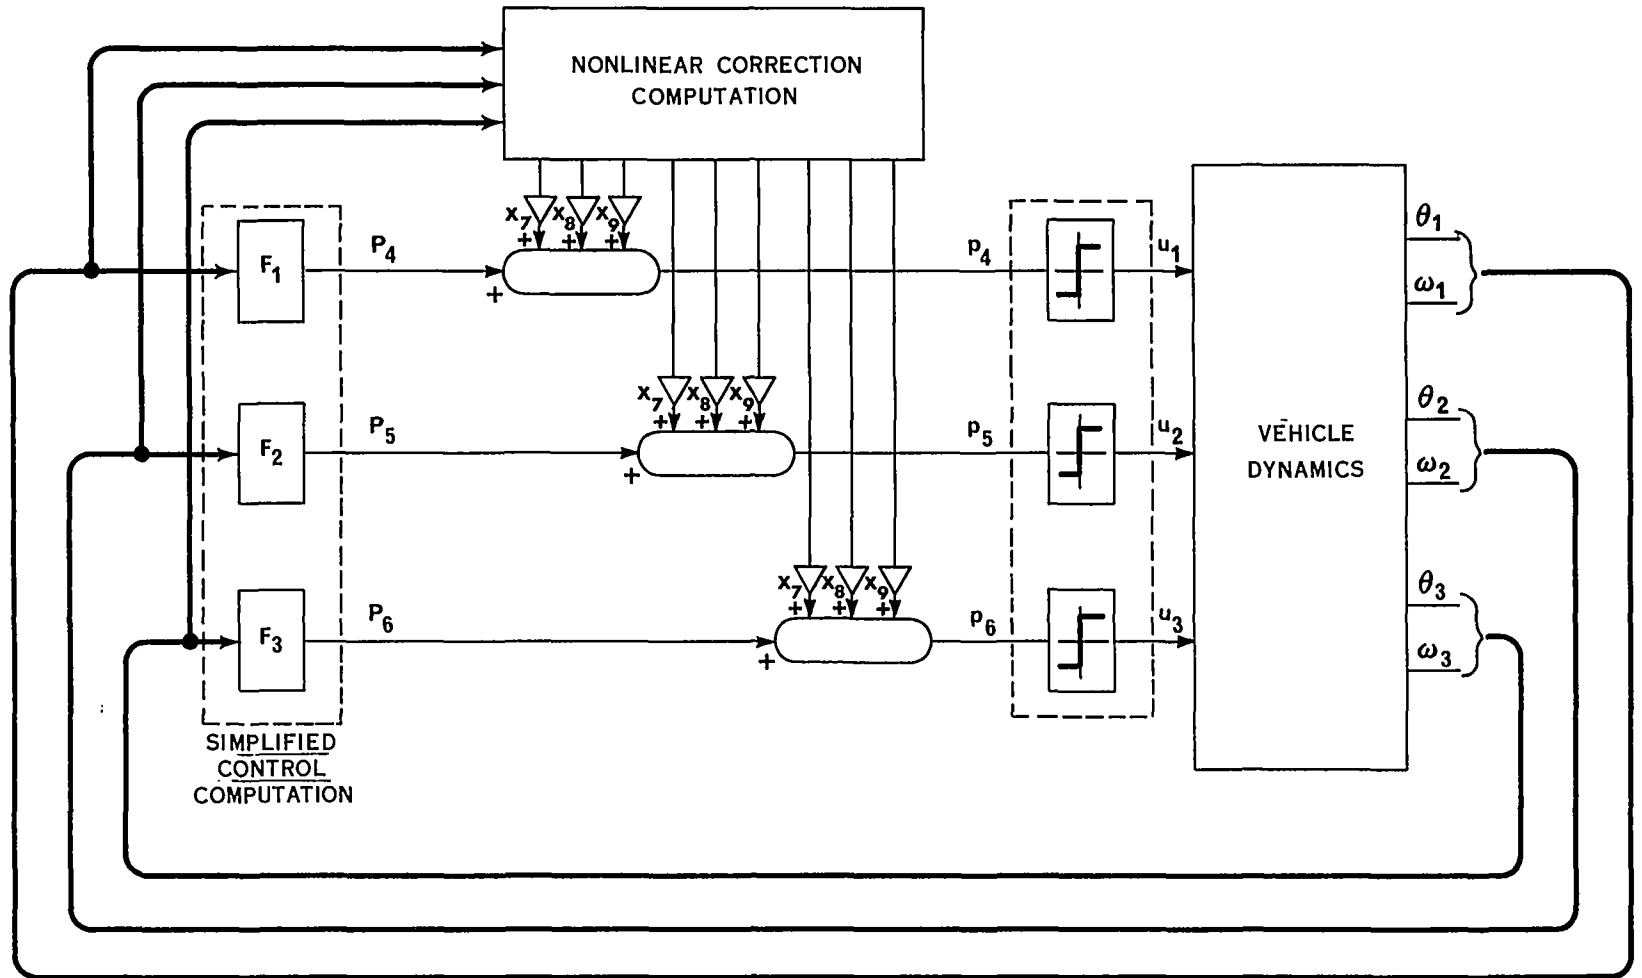 NONLINEAR CORRECTION
COMPUTATION
x7 x8 x9
+ + +
F1
P4
+
p4
u1
θ1
ω1
x7 x8 x9
+ + +
F2
P5
+
p5
u2
VEHICLE
DYNAMICS
θ2
ω2
x7 x8 x9
+ + +
F3
P6
+
p6
u3
θ3
ω3
SIMPLIFIED
CONTROL
COMPUTATION